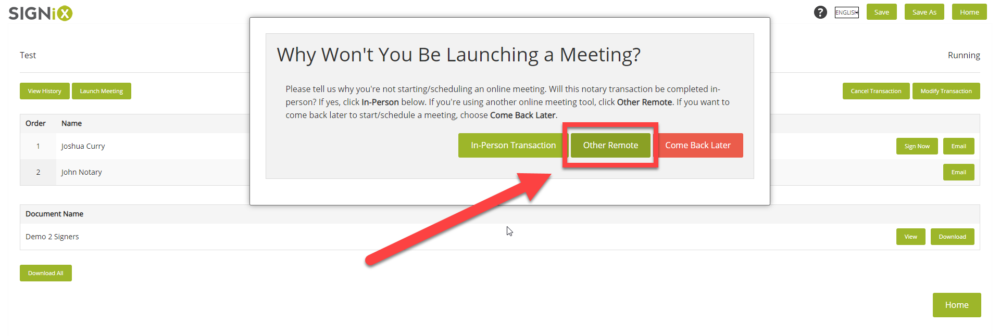 SIGNiX
? ENGLISH Save Save As Home
Test
Running
View History Launch Meeting
Cancel Transaction Modify Transaction
Why Won't You Be Launching a Meeting?
Please tell us why you're not starting/scheduling an online meeting. Will this notary transaction be completed in-
person? If yes, click In-Person below. If you're using another online meeting tool, click Other Remote. If you want to
come back later to start/schedule a meeting, choose Come Back Later.
In-Person Transaction Other Remote Come Back Later
Order Name
1 Joshua Curry Sign Now Email
2 John Notary Email
Document Name
Demo 2 Signers View Download
Download All
Home